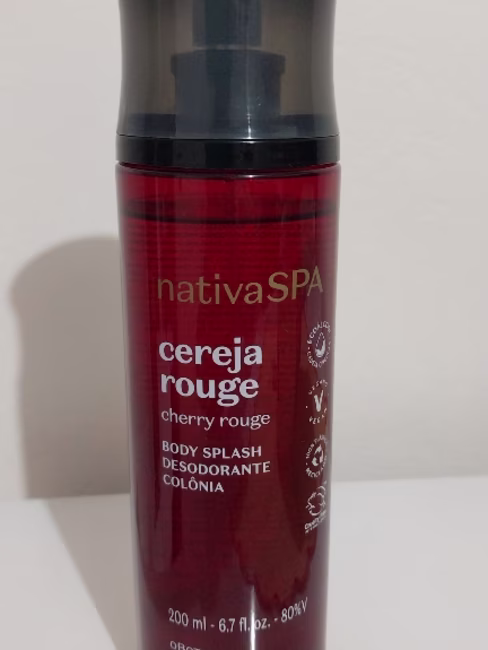 nativaSPA
cereja
rouge
cherry rouge
BODY SPLASH
DESODORANTE
COLÔNIA
200 ml - 6.7 fl. oz. - 80%V